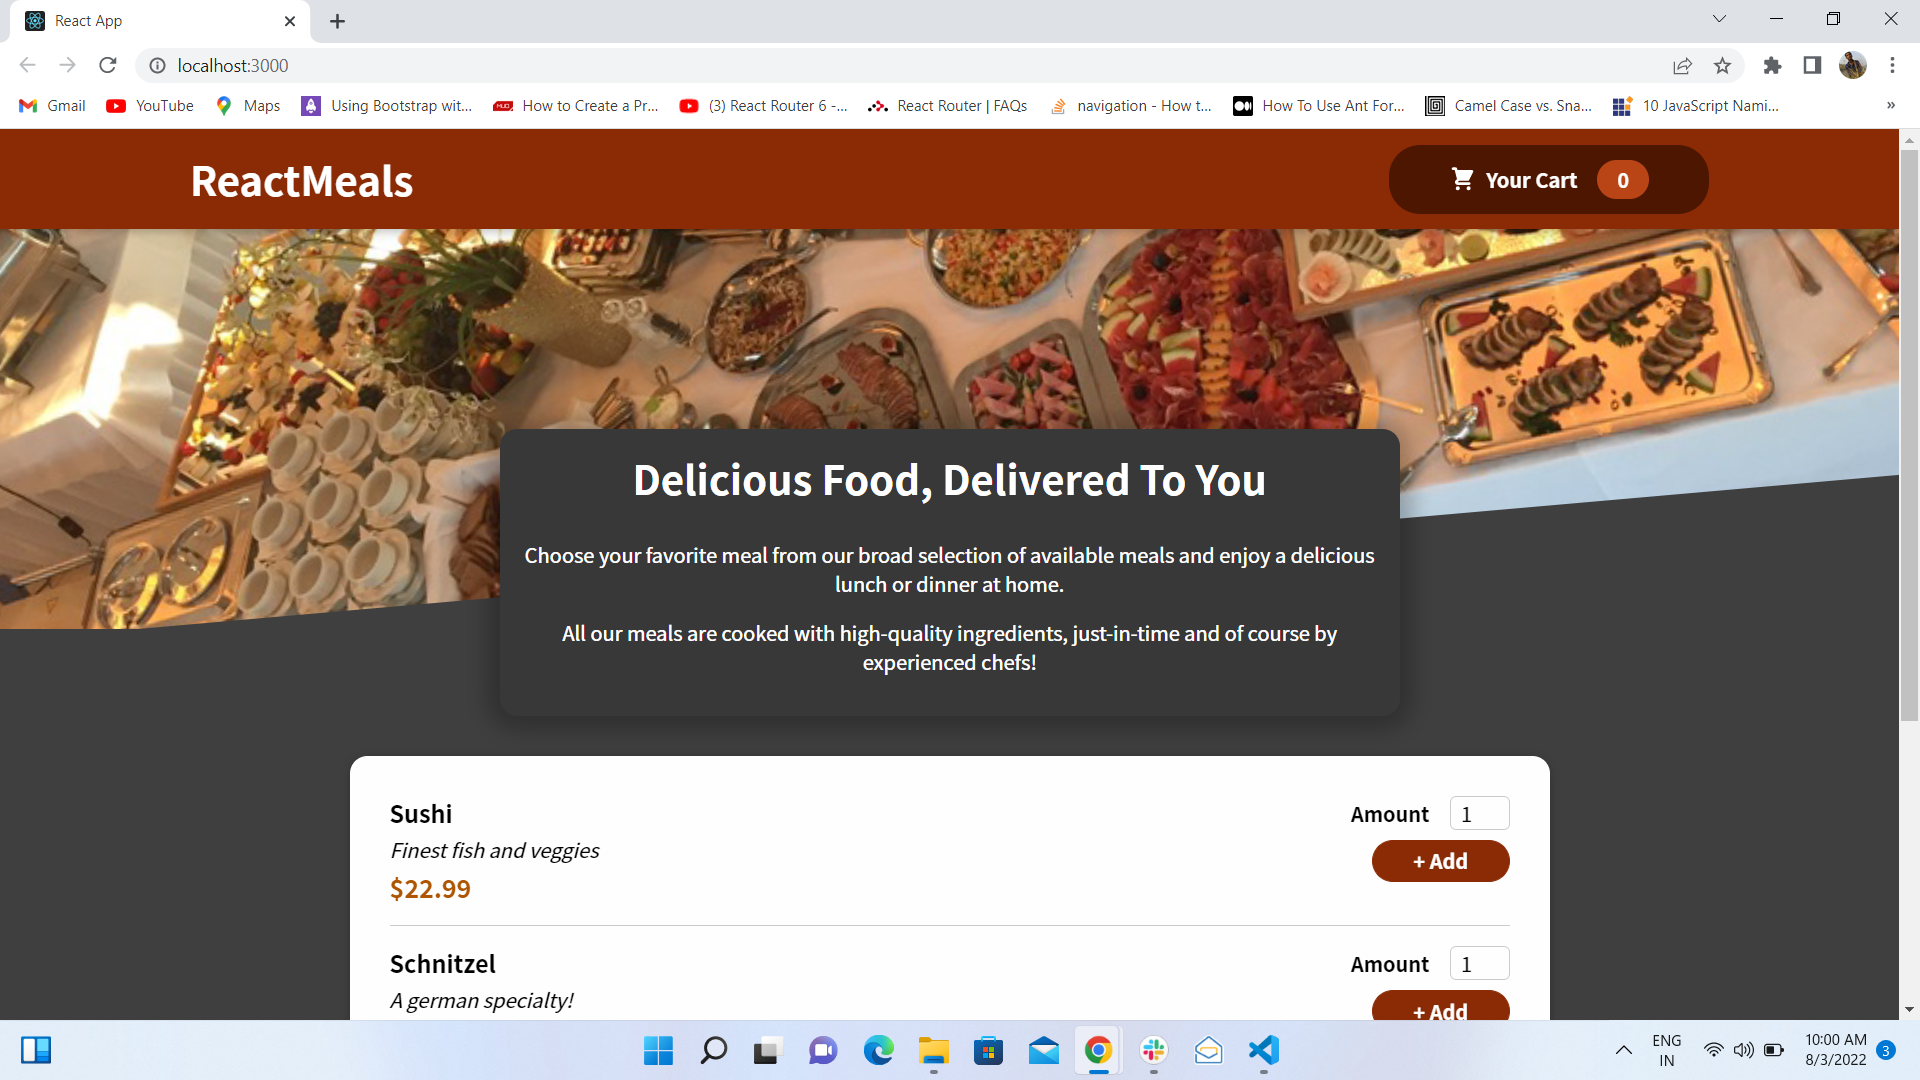 React App
localhost:3000
Gmail
YouTube
Maps
Using Bootstrap wit...
How to Create a Pr...
(3) React Router 6 -...
React Router | FAQs
navigation - How t...
How To Use Ant For...
Camel Case vs. Sna...
10 JavaScript Nami...
»
ReactMeals
Your Cart 0
Delicious Food, Delivered To You
Choose your favorite meal from our broad selection of available meals and enjoy a delicious
lunch or dinner at home.
All our meals are cooked with high-quality ingredients, just-in-time and of course by
experienced chefs!
Sushi
Amount 1
Finest fish and veggies
+ Add
$22.99
Schnitzel
Amount 1
A german specialty!
+ Add
ENG
IN
10:00 AM
8/3/2022
3